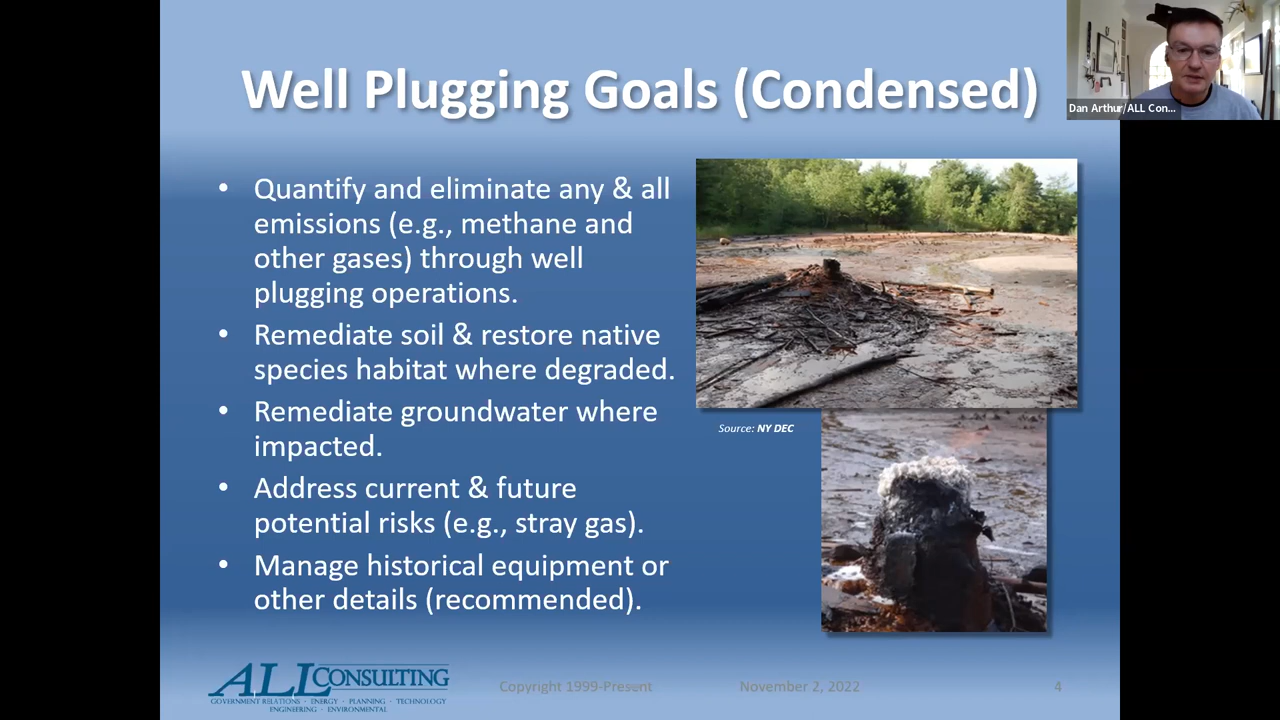 Well Plugging Goals (Condensed)
Dan Arthur/ALL Con...
• Quantify and eliminate any & all
emissions (e.g., methane and
other gases) through well
plugging operations.
• Remediate soil & restore native
species habitat where degraded.
• Remediate groundwater where
impacted.
• Address current & future
potential risks (e.g., stray gas).
• Manage historical equipment or
other details (recommended).
Source: NY DEC
ALL CONSULTING
GOVERNMENT RELATIONS · ENERGY · PLANNING · TECHNOLOGY
ENGINEERING · ENVIRONMENTAL
Copyright 1999-Present
November 2, 2022
4